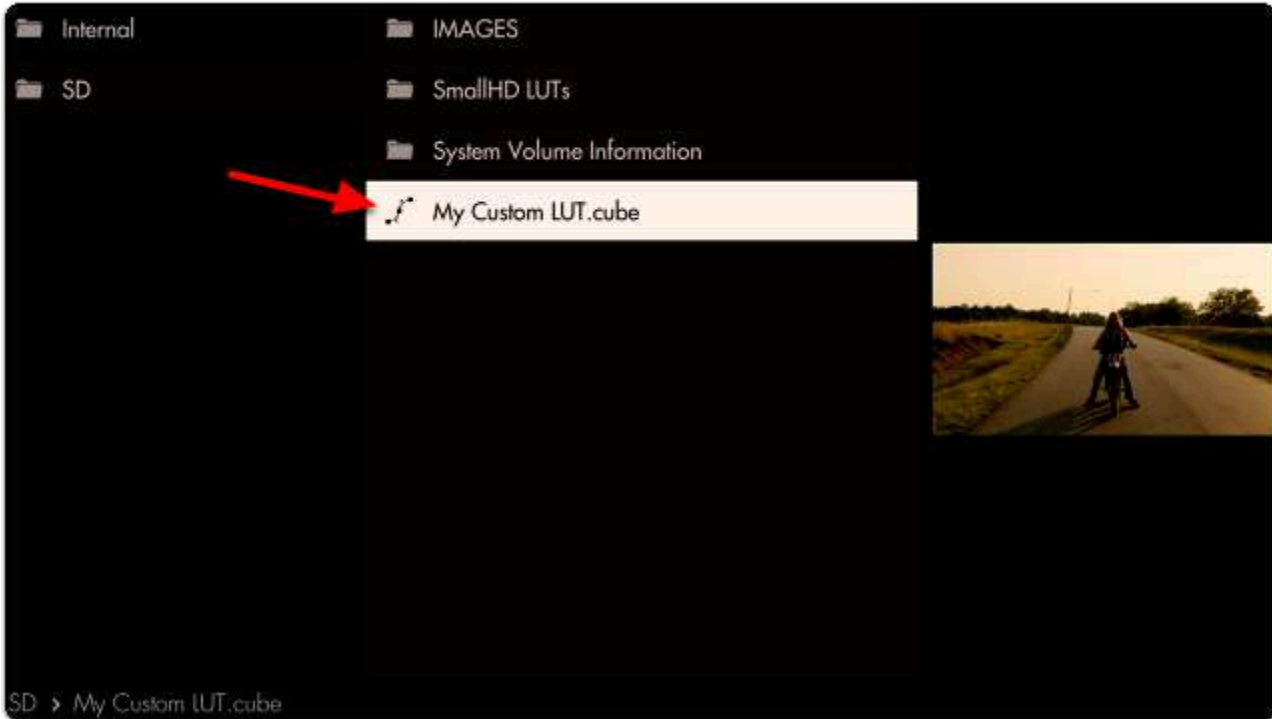 Internal
SD
IMAGES
SmallHD LUTs
System Volume Information
My Custom LUT.cube
SD > My Custom LUT.cube